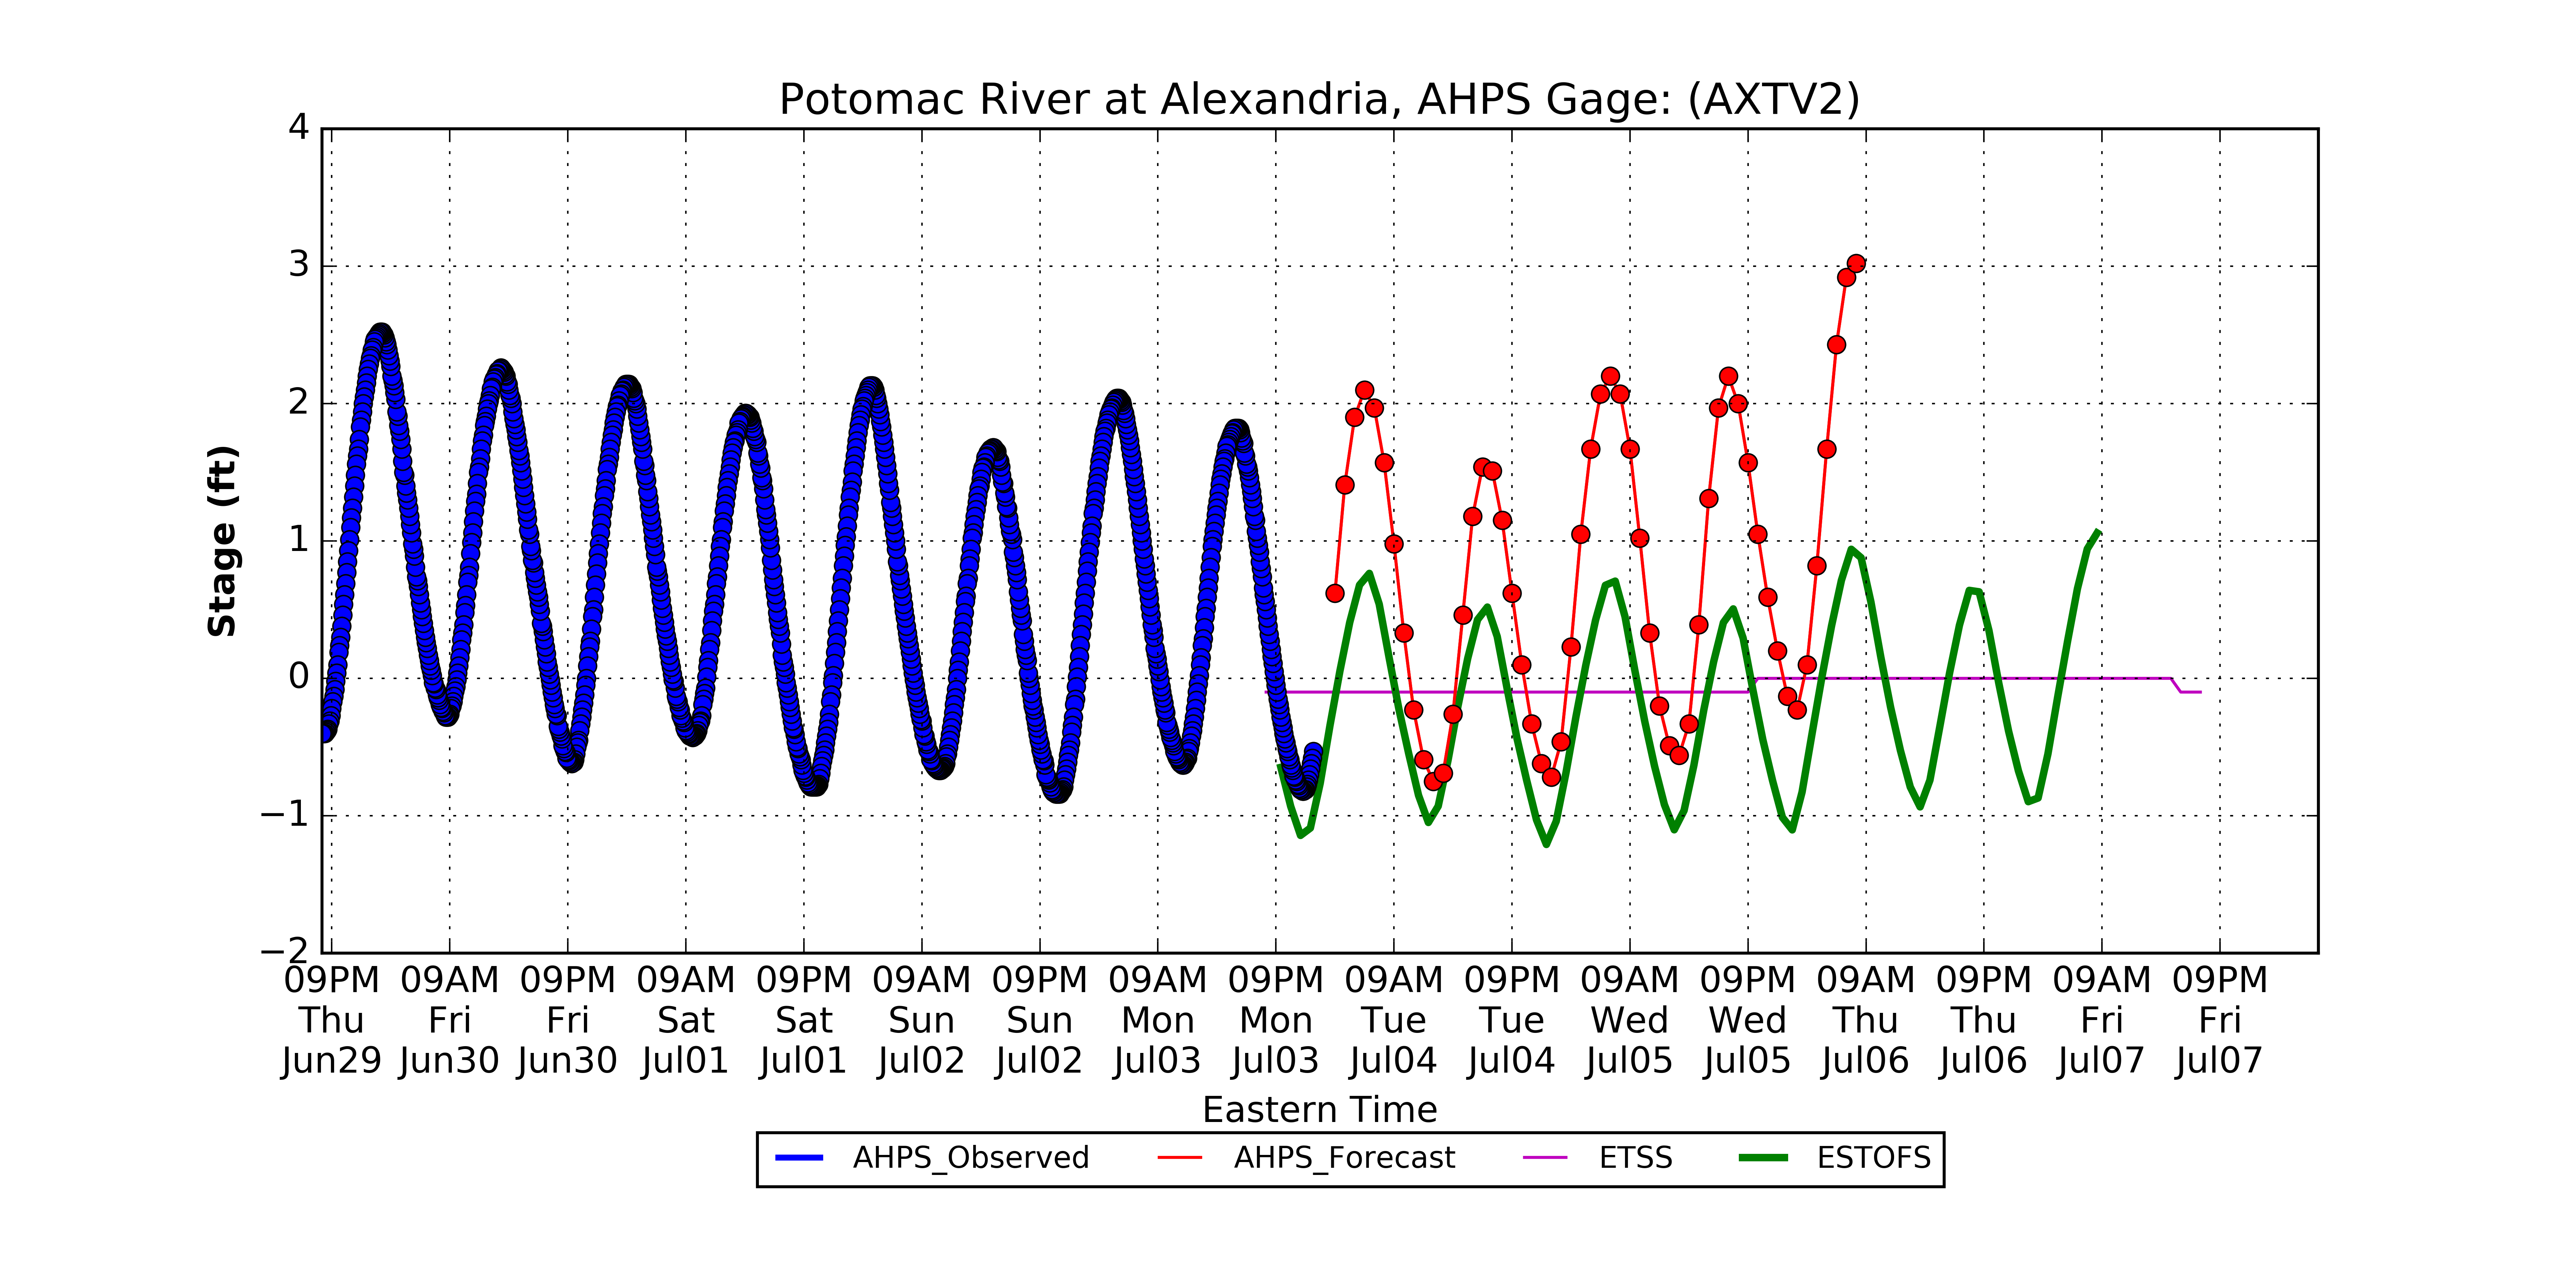 Potomac River at Alexandria, AHPS Gage: (AXTV2)
4
3
2
1
0
−1
−2
Stage (ft)
09PM 09AM 09PM 09AM 09PM 09AM 09PM 09AM 09PM 09AM 09PM 09AM 09PM 09AM 09PM 09AM 09PM
Thu Fri Fri Sat Sat Sun Sun Mon Mon Tue Tue Wed Wed Thu Thu Fri Fri
Jun29 Jun30 Jun30 Jul01 Jul01 Jul02 Jul02 Jul03 Jul03 Jul04 Jul04 Jul05 Jul05 Jul06 Jul06 Jul07 Jul07
Eastern Time
AHPS_Observed AHPS_Forecast ETSS ESTOFS